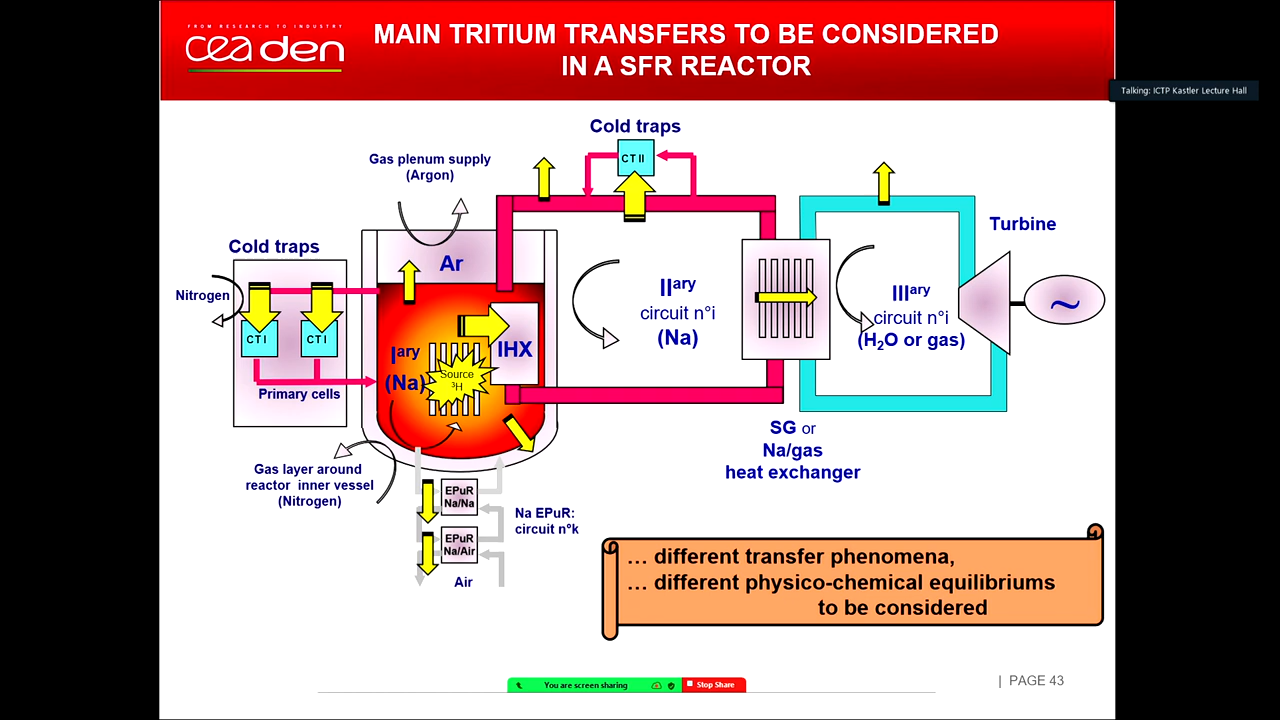 FROM RESEARCH TO INDUSTRY
cea den
MAIN TRITIUM TRANSFERS TO BE CONSIDERED
IN A SFR REACTOR
Talking: ICTP Kastler Lecture Hall
Cold traps
CT II
Gas plenum supply
(Argon)
Turbine
Cold traps
Ar
Nitrogen
IIary
circuit n°i
(Na)
IIIary
circuit n°i
(H2O or gas)
~
CT I
CT I
Iary
(Na)
IHX
Source
3H
Primary cells
SG or
Na/gas
heat exchanger
Gas layer around
reactor inner vessel
(Nitrogen)
EPuR
Na/Na
Na EPuR:
circuit n°k
EPuR
Na/Air
Air
... different transfer phenomena,
... different physico-chemical equilibriums
to be considered
You are screen sharing
Stop Share
| PAGE 43